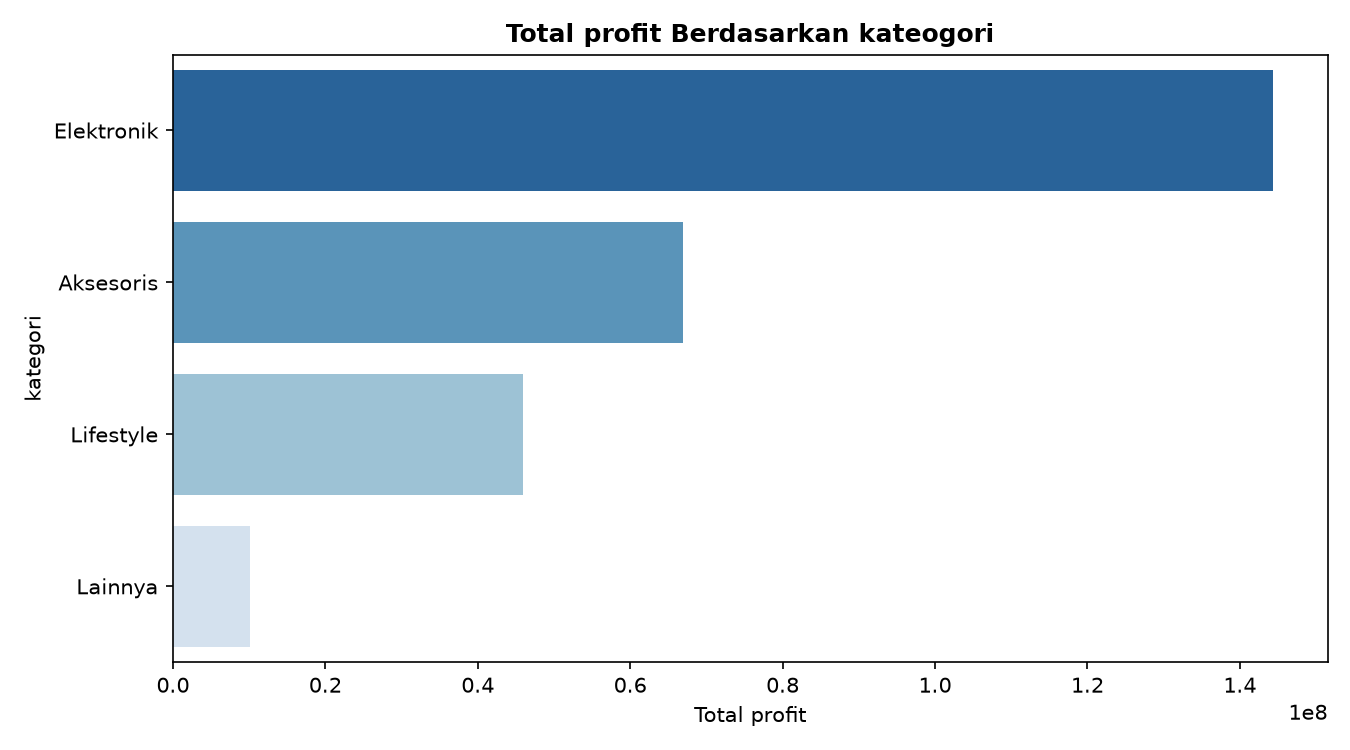 Total profit Berdasarkan kateogori
kategori
Elektronik
Aksesoris
Lifestyle
Lainnya
0.0 0.2 0.4 0.6 0.8 1.0 1.2 1.4
Total profit
1e8